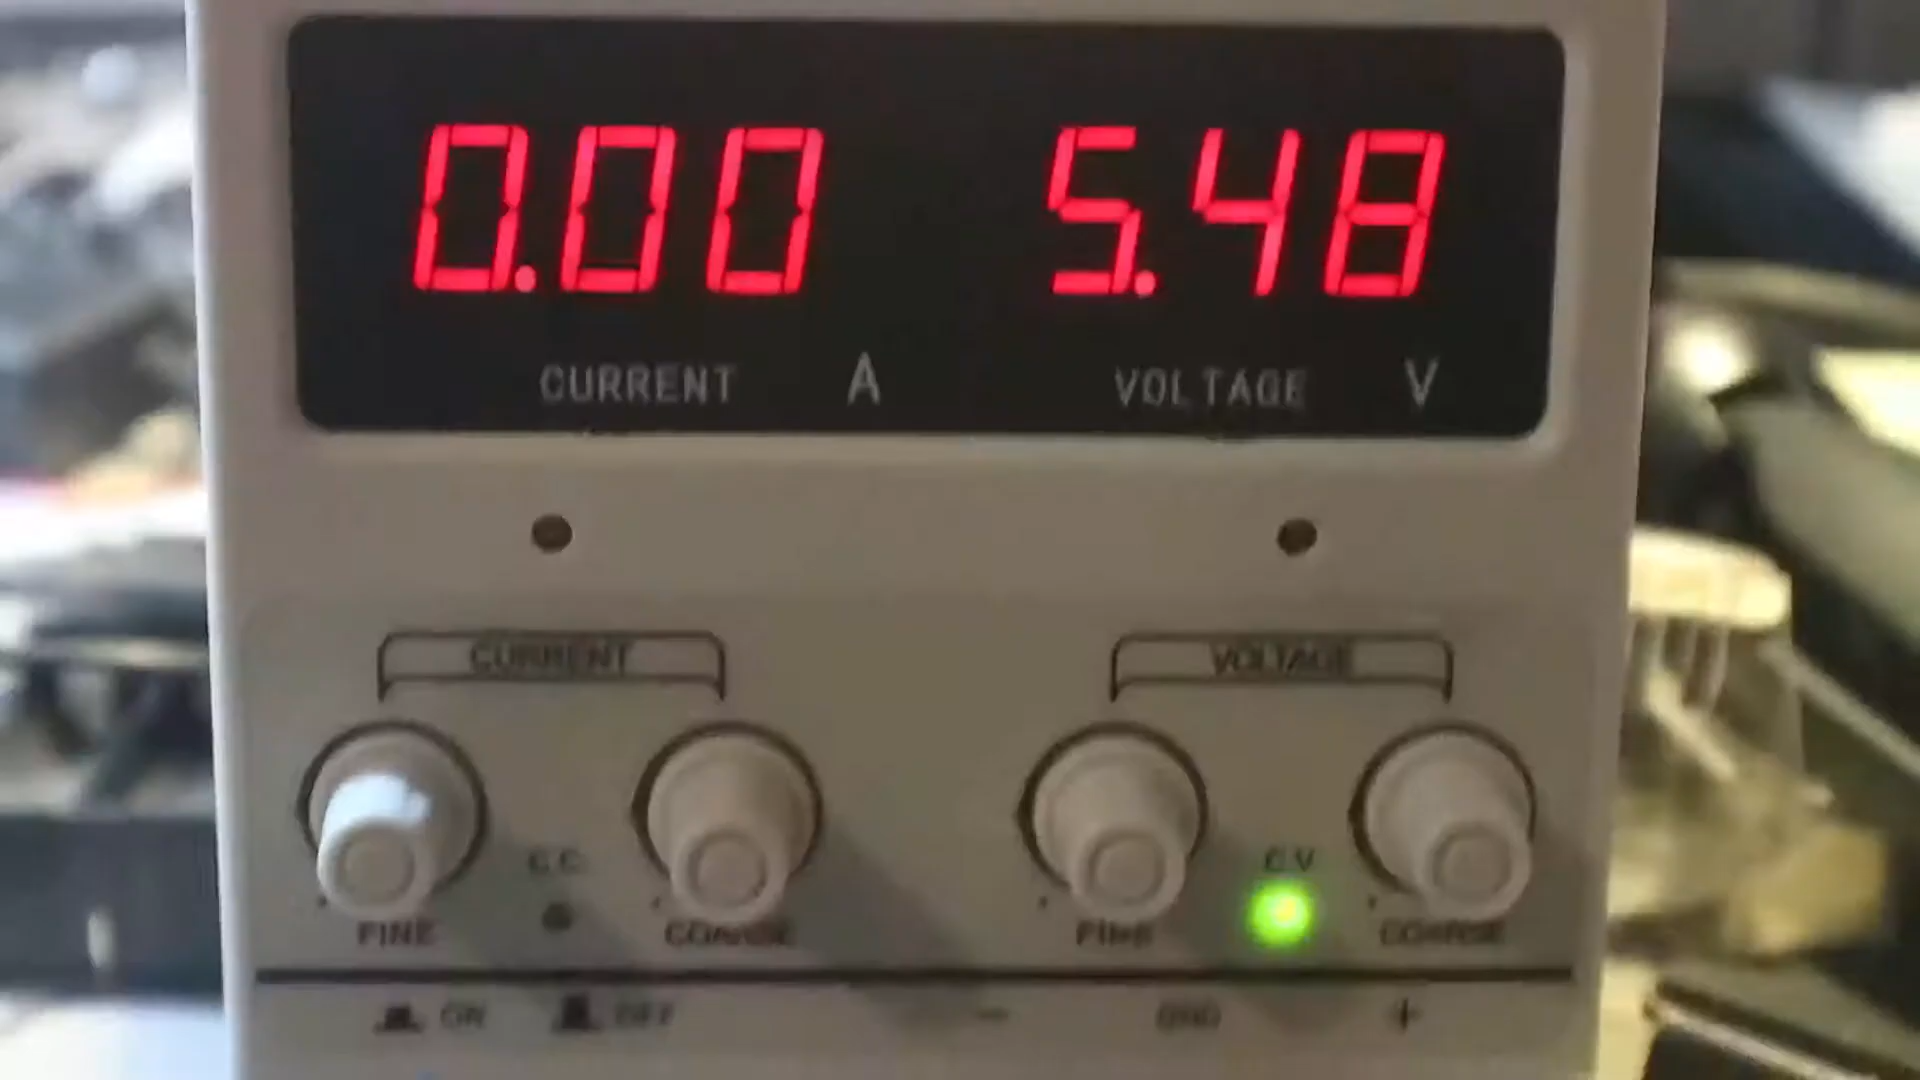 0.00 5.48
CURRENT A VOLTAGE V
CURRENT VOLTAGE
C.C C.V
FINE COARSE FINE COARSE
ON OFF - GND +